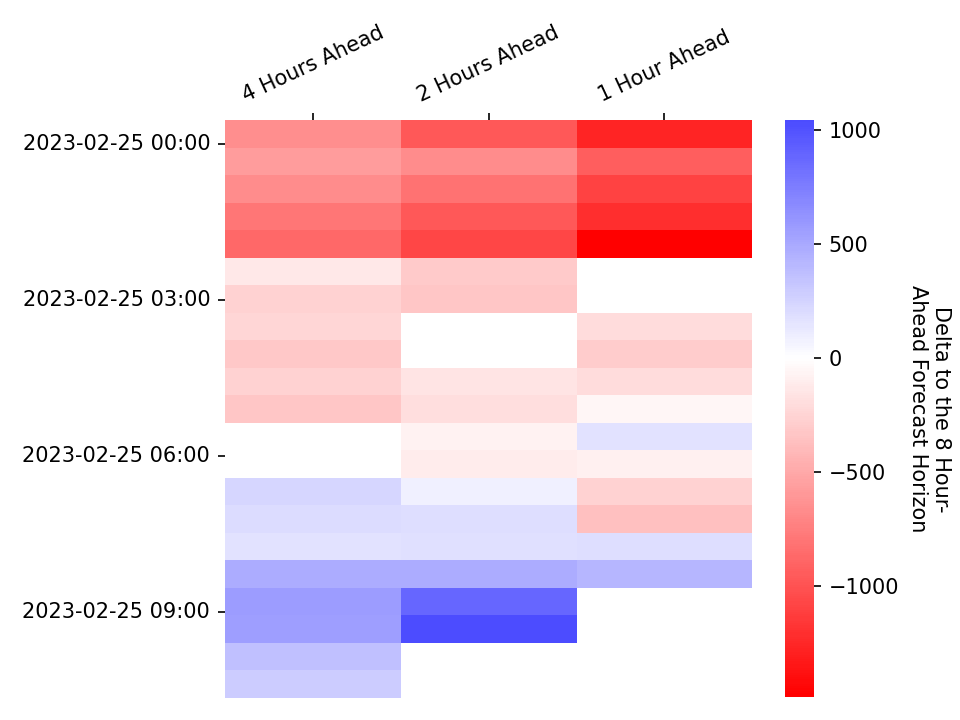 4 Hours Ahead
2 Hours Ahead
1 Hour Ahead
2023-02-25 00:00
2023-02-25 03:00
2023-02-25 06:00
2023-02-25 09:00
1000
500
0
−500
−1000
Delta to the 8 Hour-
Ahead Forecast Horizon